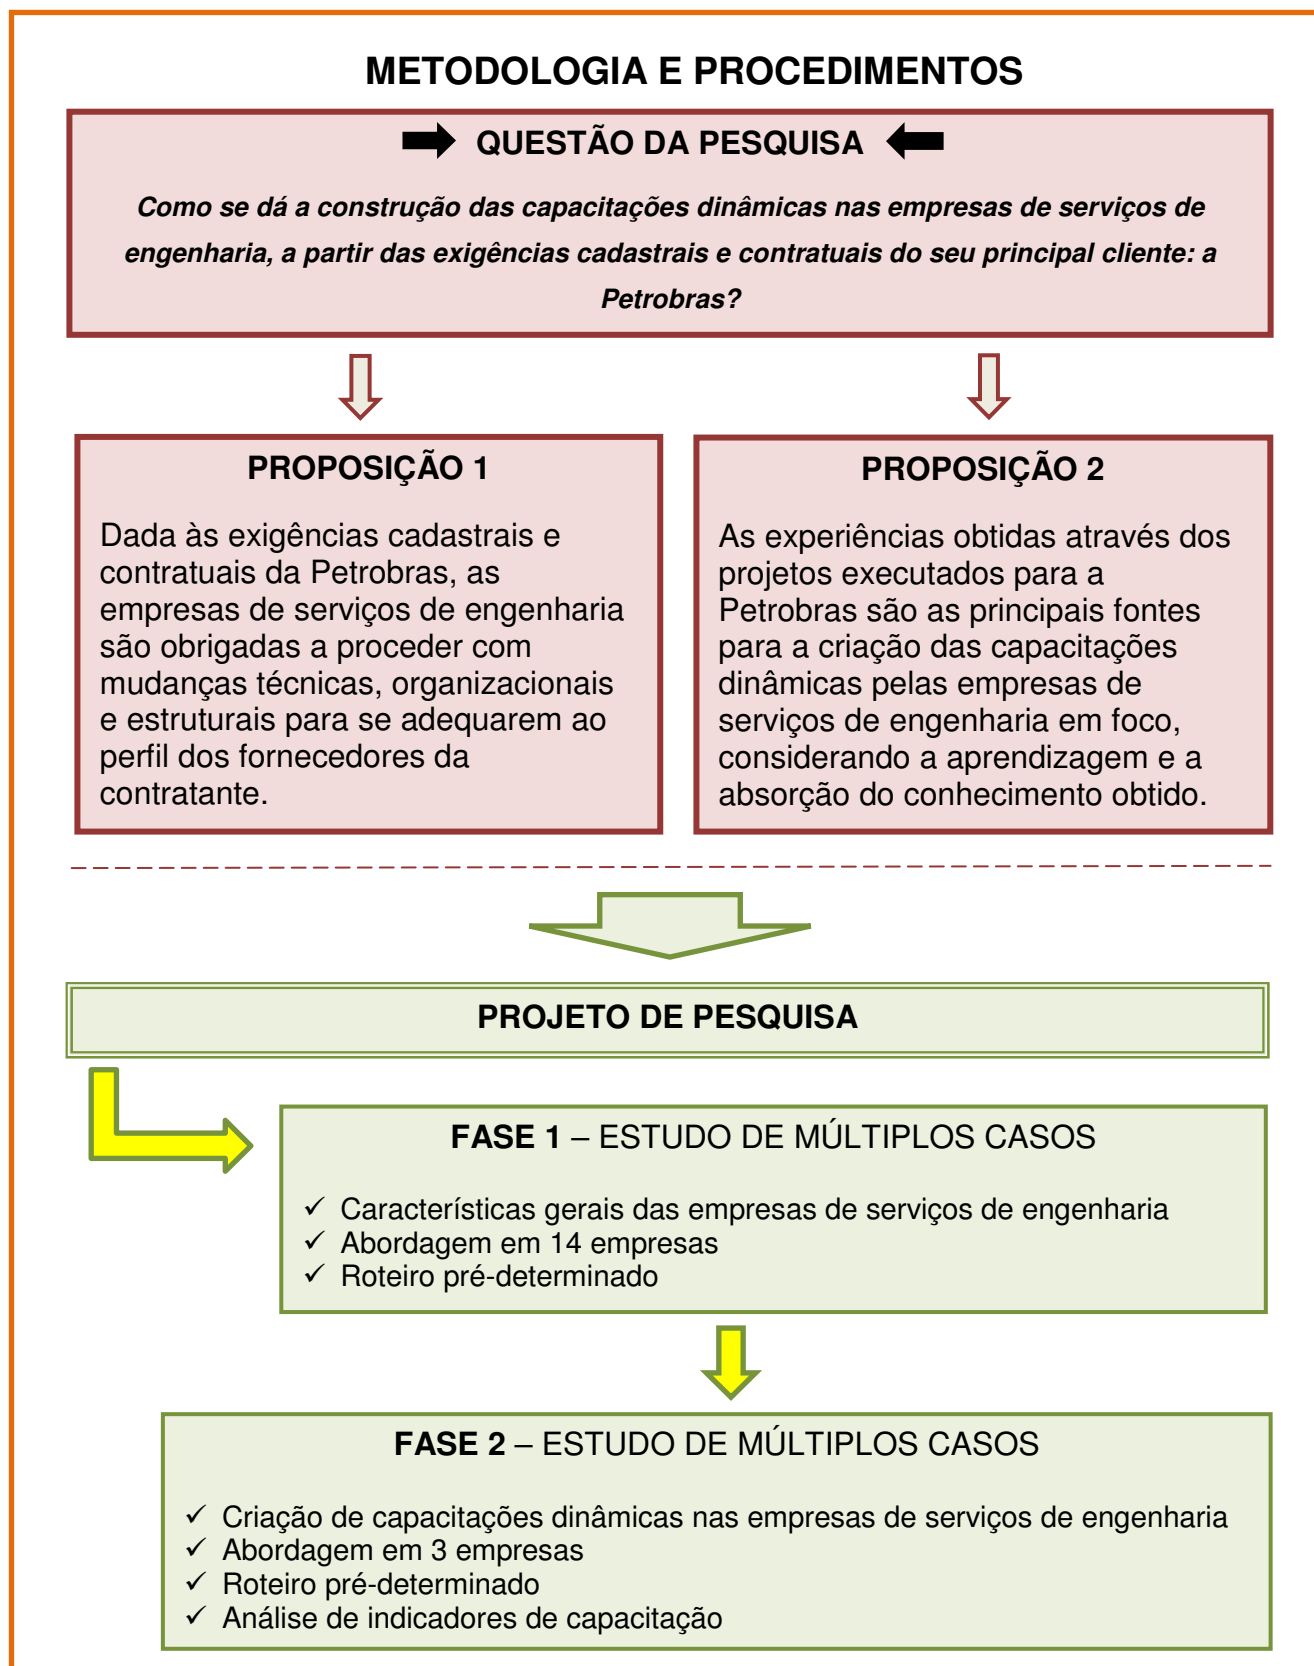 METODOLOGIA E PROCEDIMENTOS
QUESTÃO DA PESQUISA
Como se dá a construção das capacitações dinâmicas nas empresas de serviços de
engenharia, a partir das exigências cadastrais e contratuais do seu principal cliente: a
Petrobras?
PROPOSIÇÃO 1
Dada às exigências cadastrais e
contratuais da Petrobras, as
empresas de serviços de engenharia
são obrigadas a proceder com
mudanças técnicas, organizacionais
e estruturais para se adequarem ao
perfil dos fornecedores da
contratante.
PROPOSIÇÃO 2
As experiências obtidas através dos
projetos executados para a
Petrobras são as principais fontes
para a criação das capacitações
dinâmicas pelas empresas de
serviços de engenharia em foco,
considerando a aprendizagem e a
absorção do conhecimento obtido.
PROJETO DE PESQUISA
FASE 1 – ESTUDO DE MÚLTIPLOS CASOS
✓ Características gerais das empresas de serviços de engenharia
✓ Abordagem em 14 empresas
✓ Roteiro pré-determinado
FASE 2 – ESTUDO DE MÚLTIPLOS CASOS
✓ Criação de capacitações dinâmicas nas empresas de serviços de engenharia
✓ Abordagem em 3 empresas
✓ Roteiro pré-determinado
✓ Análise de indicadores de capacitação